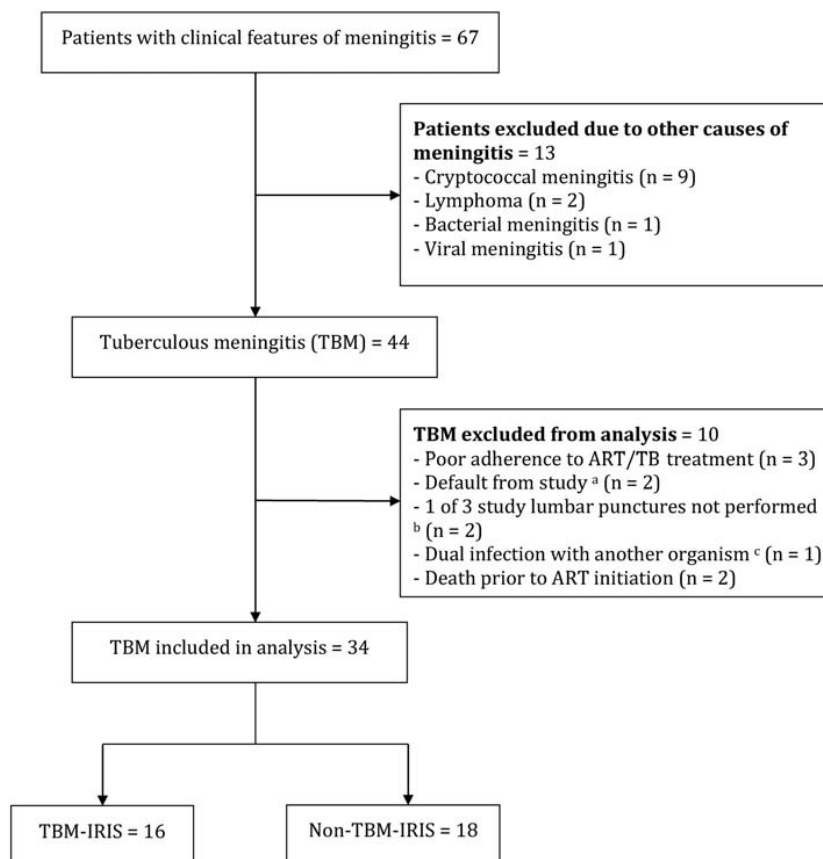 Patients with clinical features of meningitis = 67
Patients excluded due to other causes of
meningitis = 13
- Cryptococcal meningitis (n = 9)
- Lymphoma (n = 2)
- Bacterial meningitis (n = 1)
- Viral meningitis (n = 1)
Tuberculous meningitis (TBM) = 44
TBM excluded from analysis = 10
- Poor adherence to ART/TB treatment (n = 3)
- Default from study ᵃ (n = 2)
- 1 of 3 study lumbar punctures not performed
ᵇ (n = 2)
- Dual infection with another organism ᶜ (n = 1)
- Death prior to ART initiation (n = 2)
TBM included in analysis = 34
TBM-IRIS = 16
Non-TBM-IRIS = 18